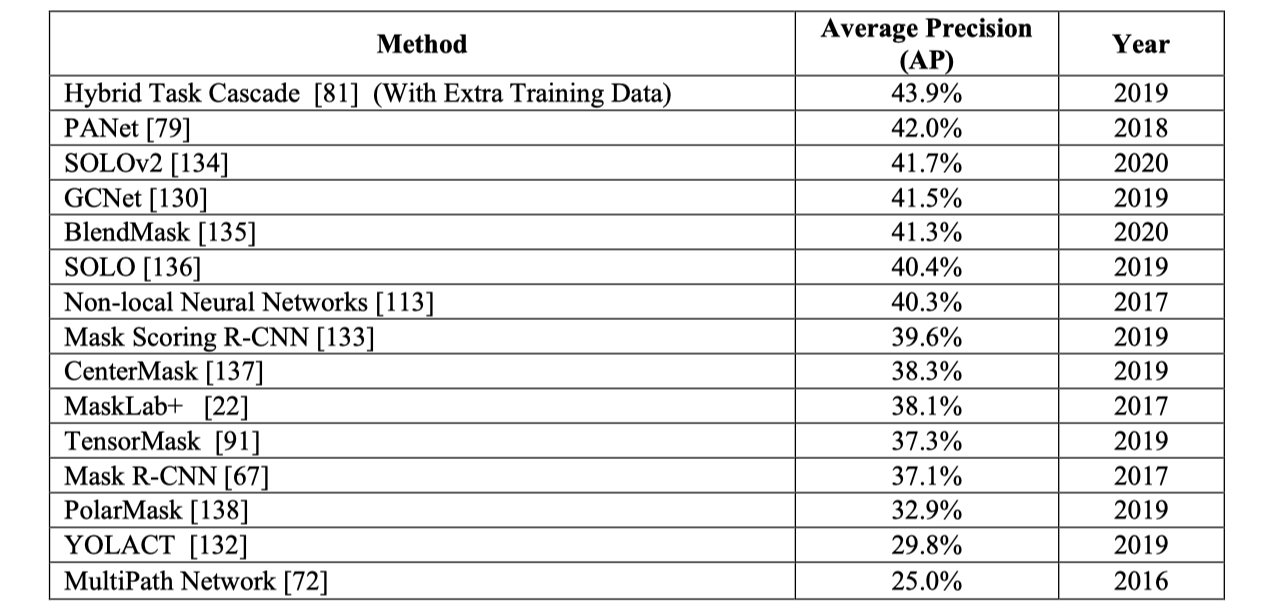 Method Average Precision (AP) Year
Hybrid Task Cascade [81] (With Extra Training Data) 43.9% 2019
PANet [79] 42.0% 2018
SOLOv2 [134] 41.7% 2020
GCNet [130] 41.5% 2019
BlendMask [135] 41.3% 2020
SOLO [136] 40.4% 2019
Non-local Neural Networks [113] 40.3% 2017
Mask Scoring R-CNN [133] 39.6% 2019
CenterMask [137] 38.3% 2019
MaskLab+ [22] 38.1% 2017
TensorMask [91] 37.3% 2019
Mask R-CNN [67] 37.1% 2017
PolarMask [138] 32.9% 2019
YOLACT [132] 29.8% 2019
MultiPath Network [72] 25.0% 2016